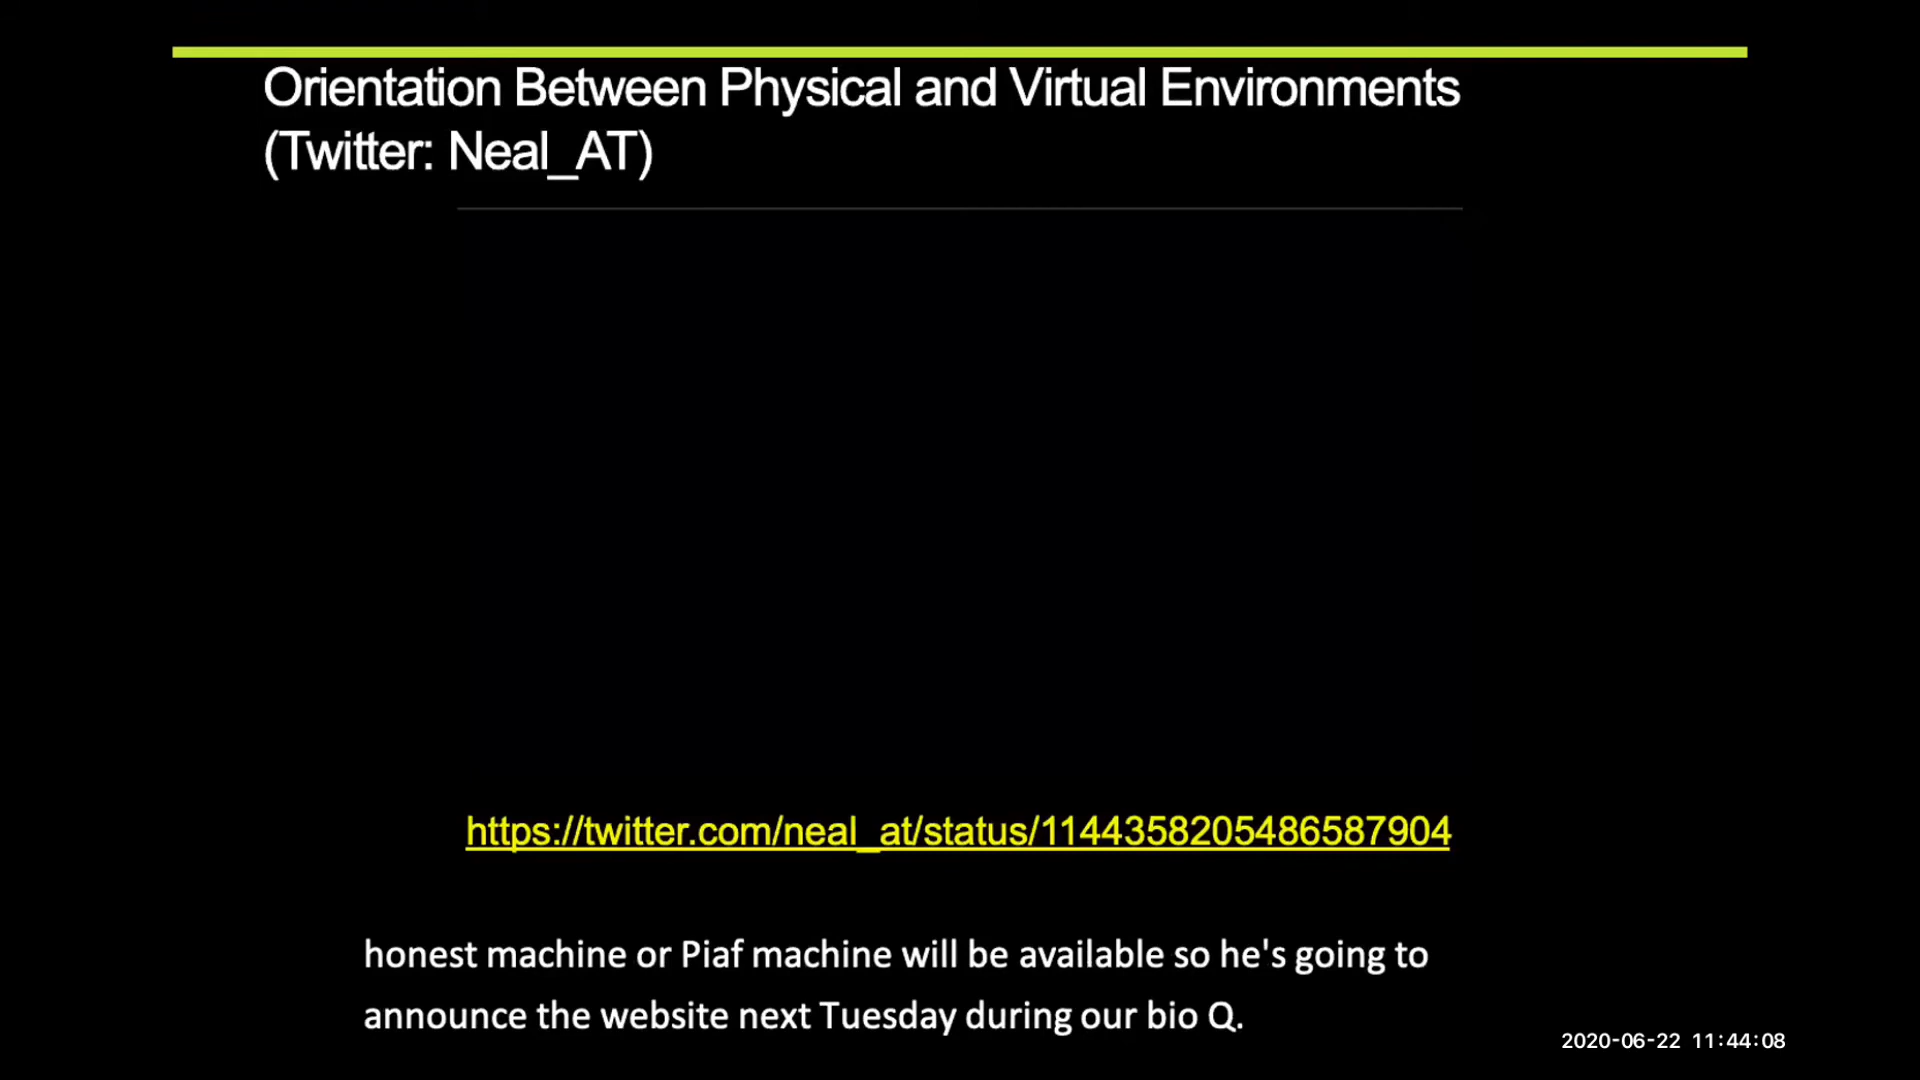 Orientation Between Physical and Virtual Environments
(Twitter: Neal_AT)
https://twitter.com/neal_at/status/1144358205486587904
honest machine or Piaf machine will be available so he's going to
announce the website next Tuesday during our bio Q.
2020-06-22 11:44:08